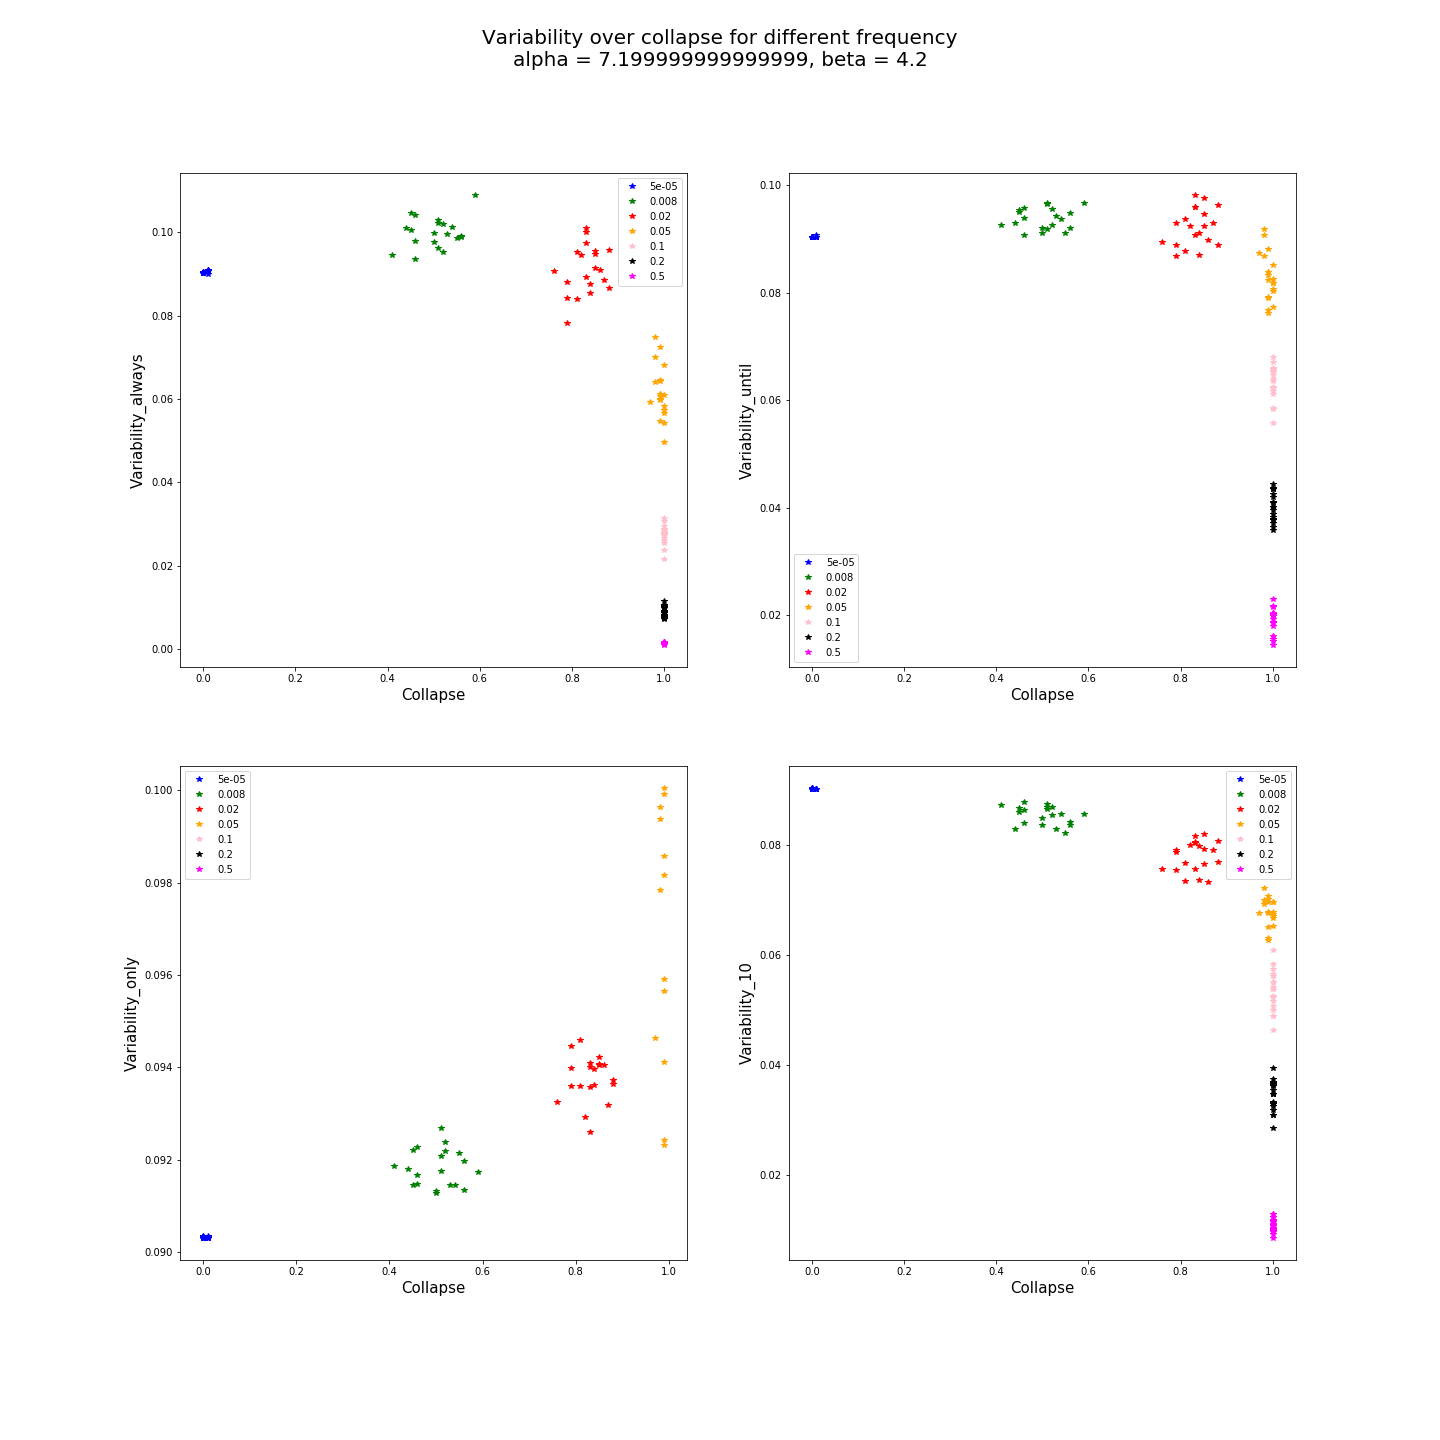 Variability over collapse for different frequency
alpha = 7.199999999999999, beta = 4.2
5e-05
0.008
0.02
0.05
0.1
0.2
0.5
0.10
0.08
0.06
0.04
0.02
0.00
Variability_always
0.0 0.2 0.4 0.6 0.8 1.0
Collapse
0.10
0.08
0.06
0.04
0.02
Variability_until
5e-05
0.008
0.02
0.05
0.1
0.2
0.5
0.0 0.2 0.4 0.6 0.8 1.0
Collapse
5e-05
0.008
0.02
0.05
0.1
0.2
0.5
0.100
0.098
0.096
0.094
0.092
0.090
Variability_only
0.0 0.2 0.4 0.6 0.8 1.0
Collapse
5e-05
0.008
0.02
0.05
0.1
0.2
0.5
0.08
0.06
0.04
0.02
Variability_10
0.0 0.2 0.4 0.6 0.8 1.0
Collapse